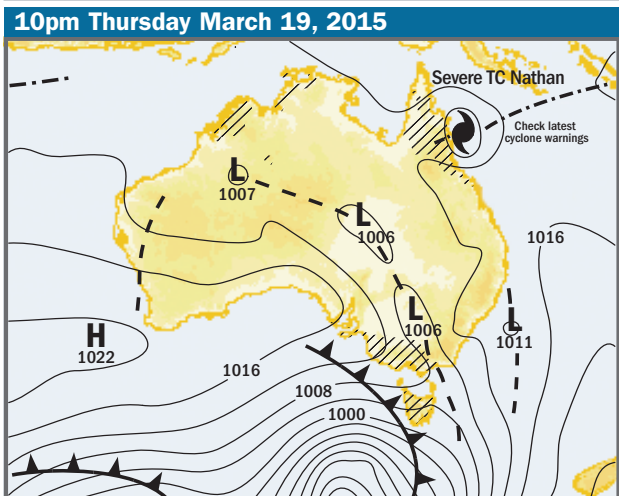 10pm Thursday March 19, 2015
Severe TC Nathan
Check latest
cyclone warnings
L
1007
L
1006
1016
L
1006
L
1011
H
1022
1016
1008
1000